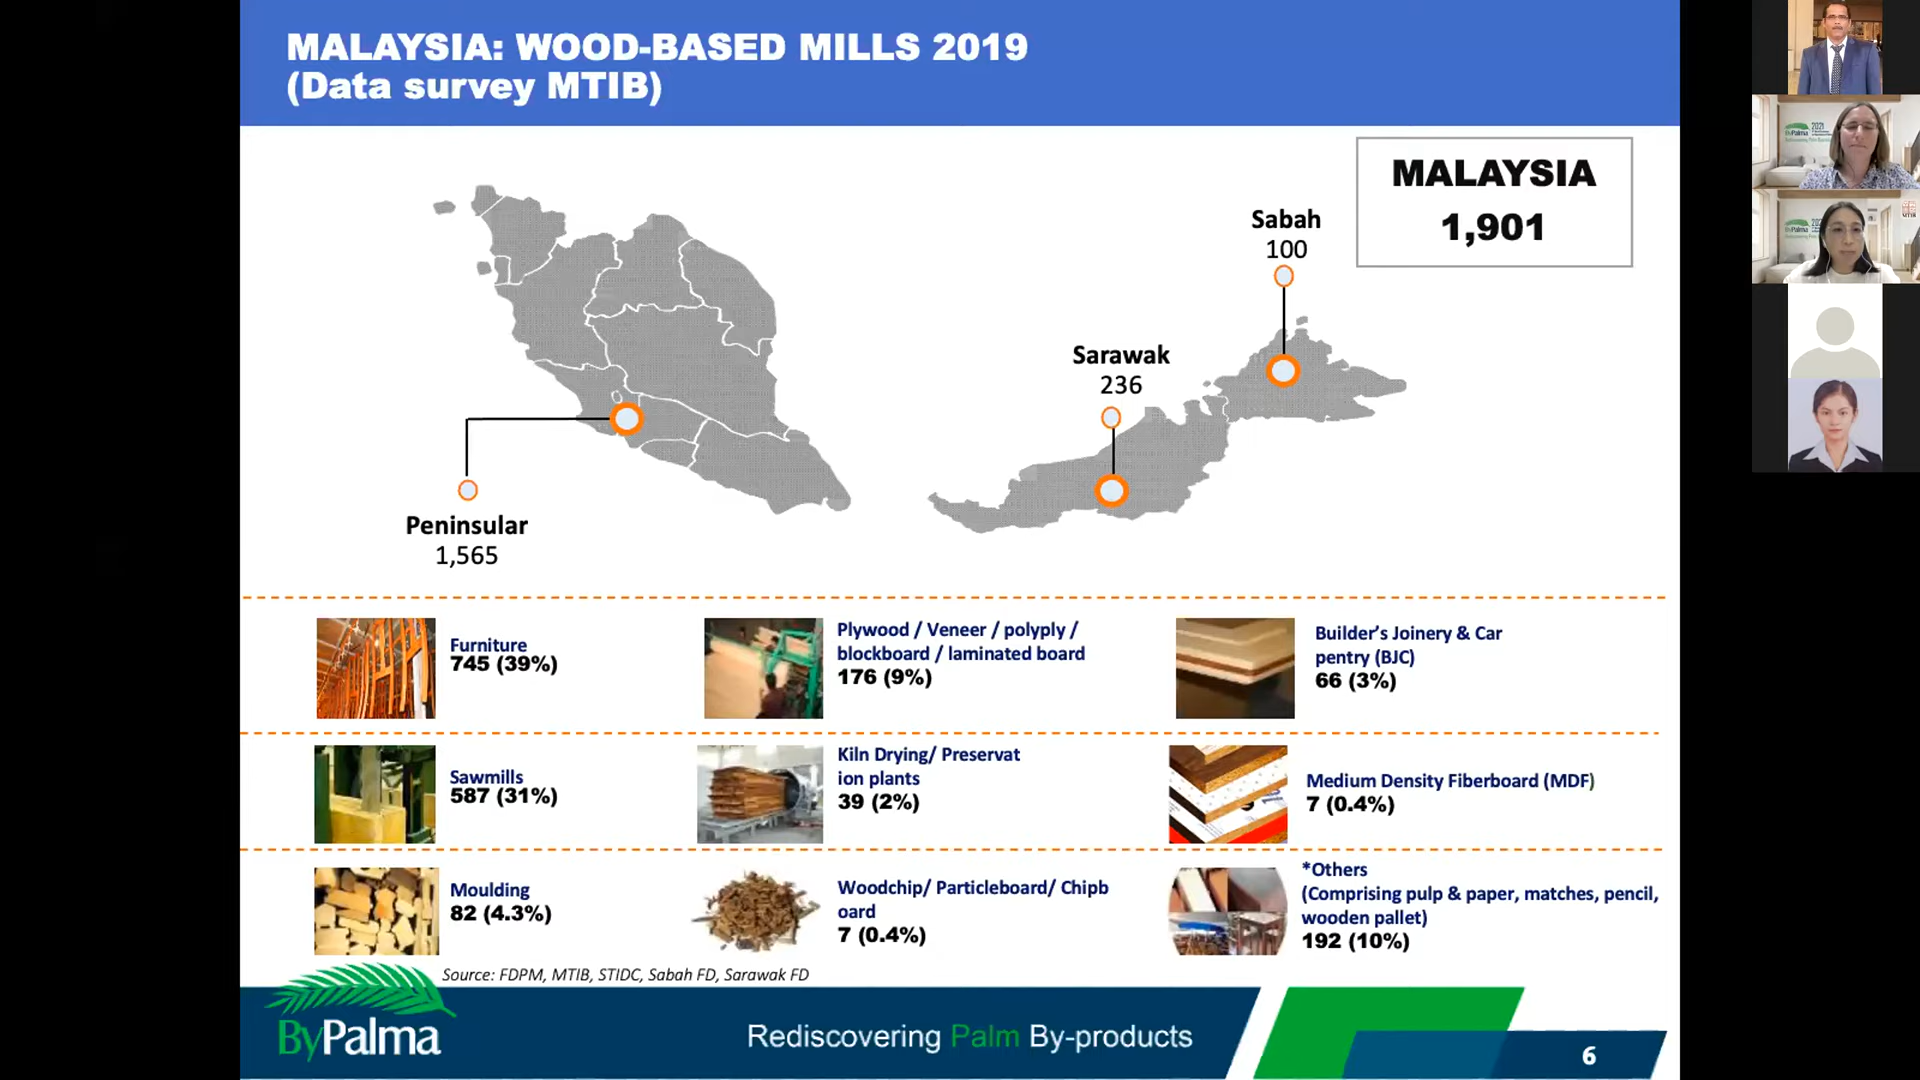 MALAYSIA: WOOD-BASED MILLS 2019
(Data survey MTIB)
MALAYSIA
1,901
Sabah
100
Sarawak
236
Peninsular
1,565
Furniture
745 (39%)
Plywood / Veneer / polyply /
blockboard / laminated board
176 (9%)
Builder's Joinery & Car
pentry (BJC)
66 (3%)
Sawmills
587 (31%)
Kiln Drying/ Preservat
ion plants
39 (2%)
Medium Density Fiberboard (MDF)
7 (0.4%)
Moulding
82 (4.3%)
Woodchip/ Particleboard/ Chipb
oard
7 (0.4%)
*Others
(Comprising pulp & paper, matches, pencil,
wooden pallet)
192 (10%)
Source: FDPM, MTIB, STIDC, Sabah FD, Sarawak FD
ByPalma
Rediscovering Palm By-products
6
ByPalma 2021